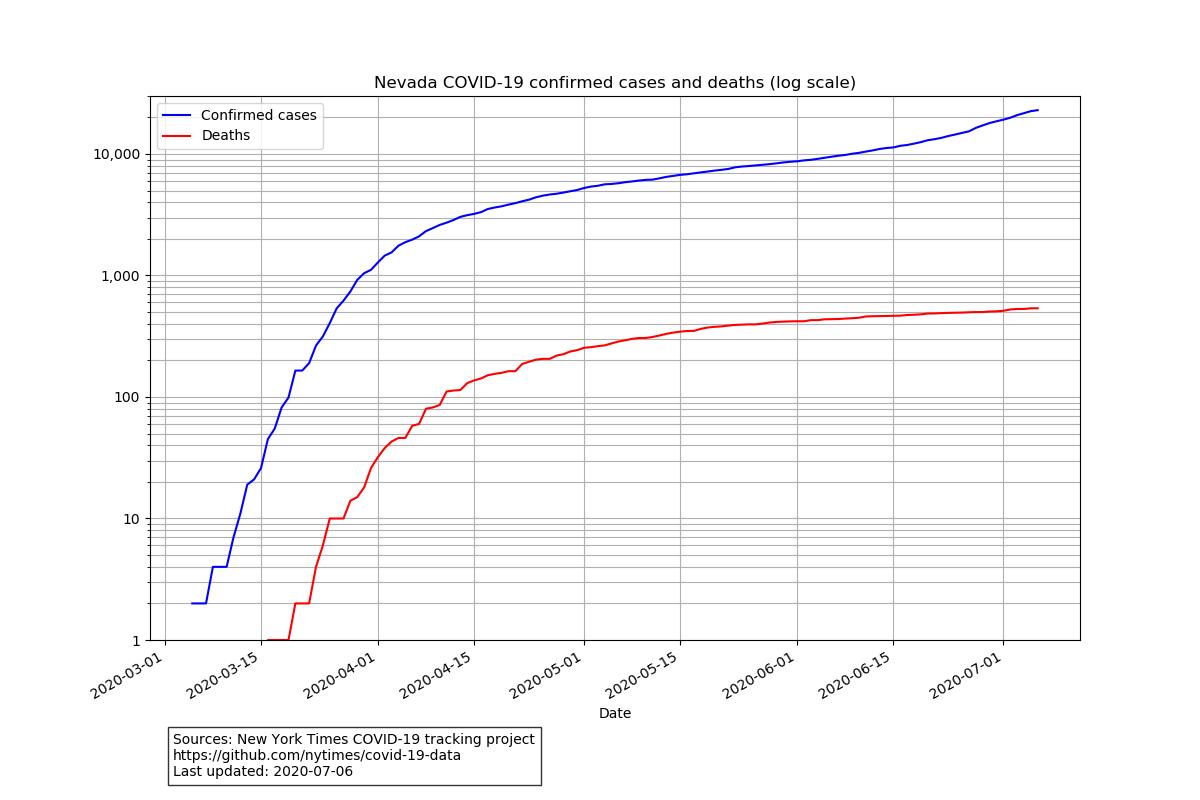 Nevada COVID-19 confirmed cases and deaths (log scale)
Confirmed cases
Deaths
10,000
1,000
100
10
1
2020-03-01
2020-03-15
2020-04-01
2020-04-15
2020-05-01
2020-05-15
2020-06-01
2020-06-15
2020-07-01
Date
Sources: New York Times COVID-19 tracking project
https://github.com/nytimes/covid-19-data
Last updated: 2020-07-06